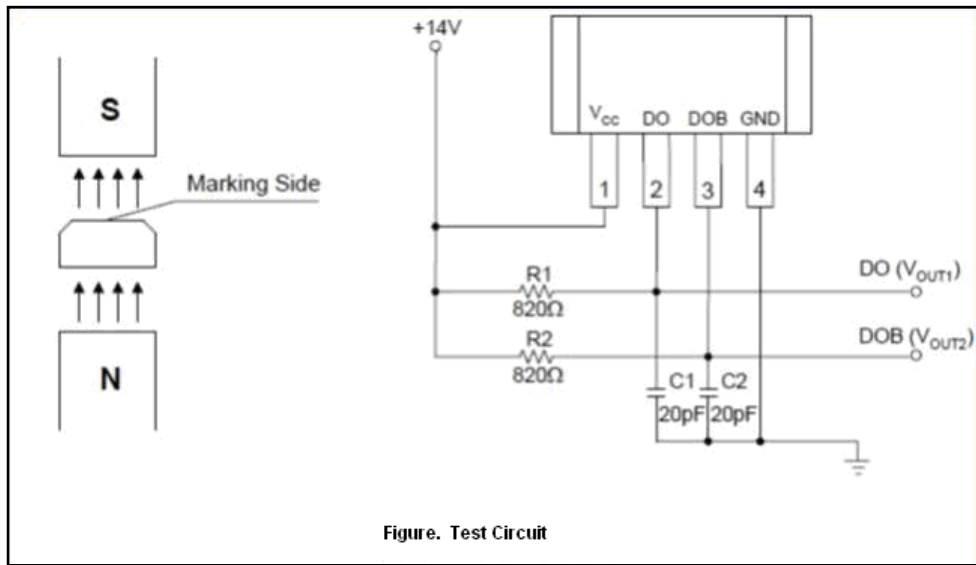 S
Marking Side
N
+14V
VCC DO DOB GND
1 2 3 4
R1
820Ω
R2
820Ω
DO (VOUT1)
DOB (VOUT2)
C1 C2
20pF 20pF
Figure. Test Circuit